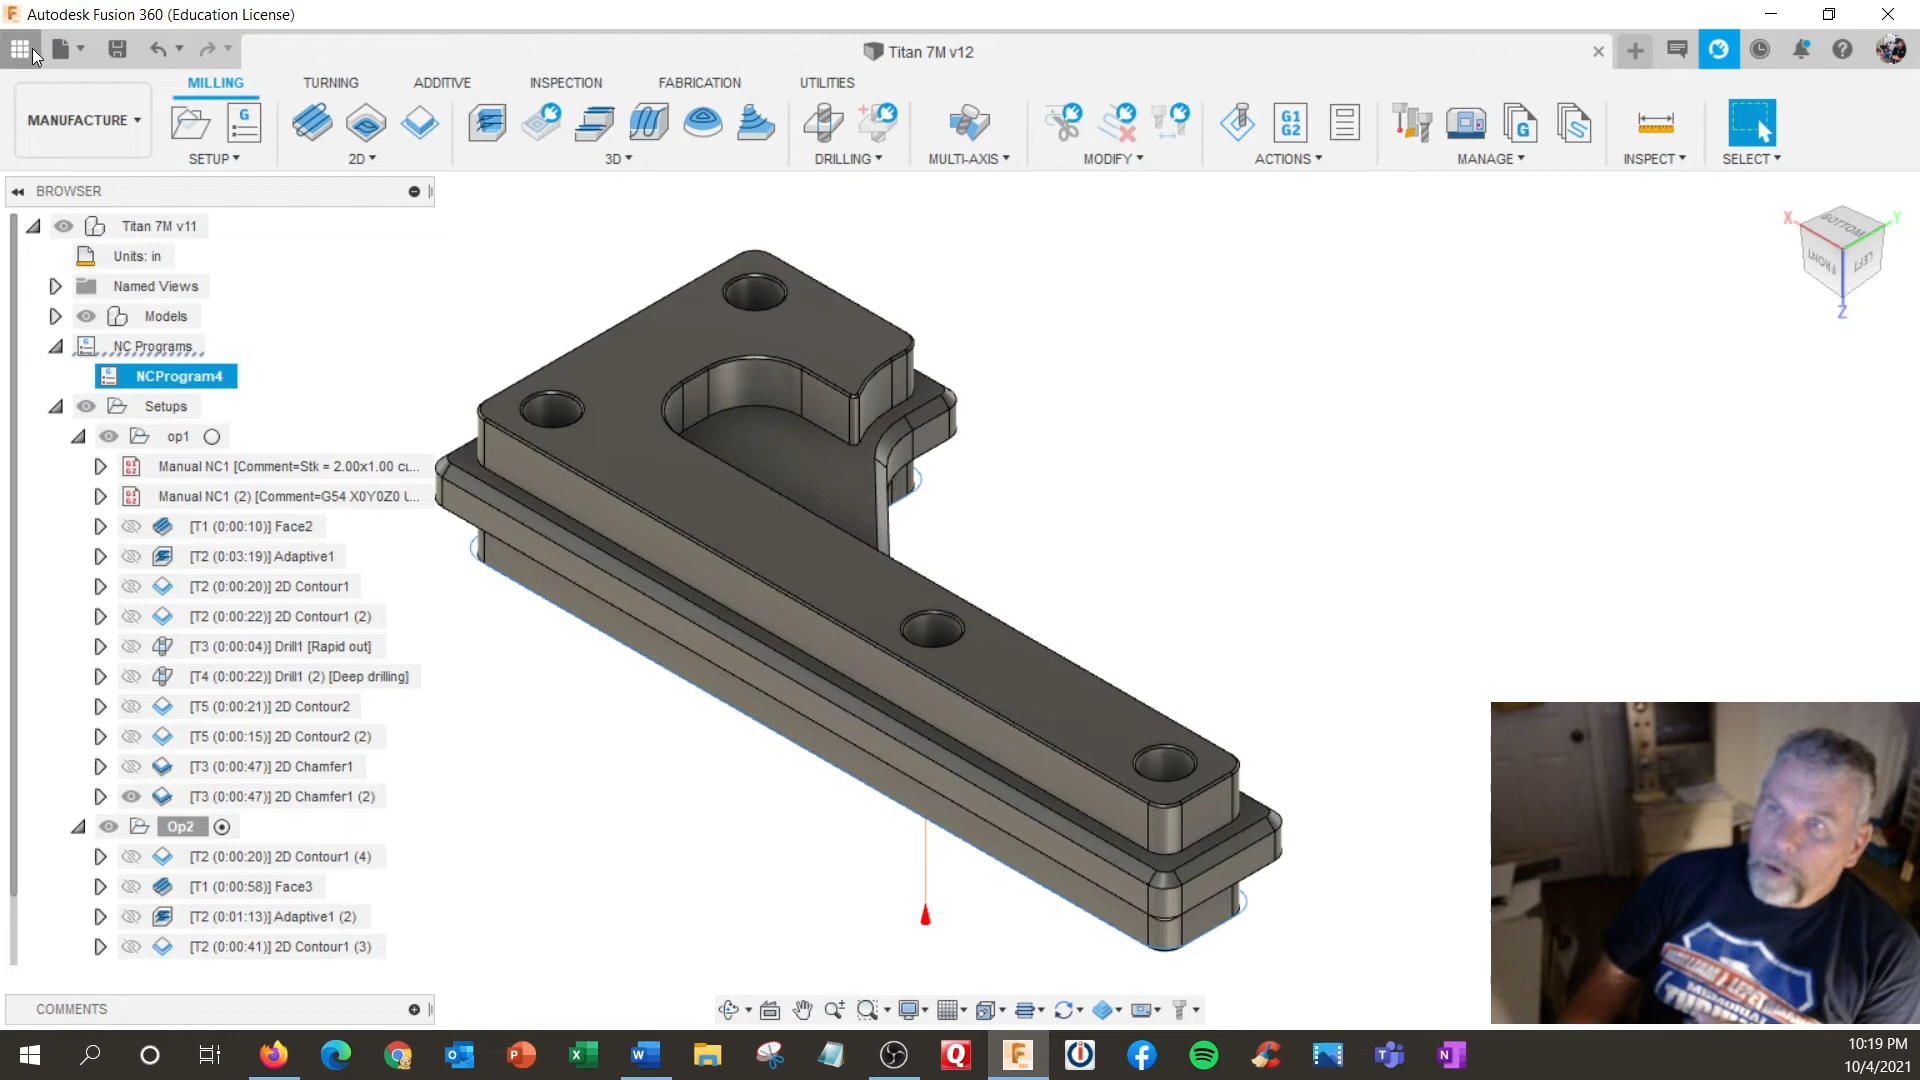 Autodesk Fusion 360 (Education License)
Titan 7M v12
MILLING TURNING ADDITIVE INSPECTION FABRICATION UTILITIES
MANUFACTURE
G G1 G2 G
SETUP 2D 3D DRILLING MULTI-AXIS MODIFY ACTIONS MANAGE INSPECT SELECT
BROWSER
Titan 7M v11
Units: in
Named Views
Models
NC Programs
NCProgram4
Setups
op1
Manual NC1 [Comment=Stk = 2.00x1.00 cu...
Manual NC1 (2) [Comment=G54 X0Y0Z0 L...
[T1 (0:00:10)] Face2
[T2 (0:03:19)] Adaptive1
[T2 (0:00:20)] 2D Contour1
[T2 (0:00:22)] 2D Contour1 (2)
[T3 (0:00:04)] Drill1 [Rapid out]
[T4 (0:00:22)] Drill1 (2) [Deep drilling]
[T5 (0:00:21)] 2D Contour2
[T5 (0:00:15)] 2D Contour2 (2)
[T3 (0:00:47)] 2D Chamfer1
[T3 (0:00:47)] 2D Chamfer1 (2)
Op2
[T2 (0:00:20)] 2D Contour1 (4)
[T1 (0:00:58)] Face3
[T2 (0:01:13)] Adaptive1 (2)
[T2 (0:00:41)] 2D Contour1 (3)
COMMENTS
X Y
BOTTOM
FRONT LEFT
Z
10:19 PM
10/4/2021